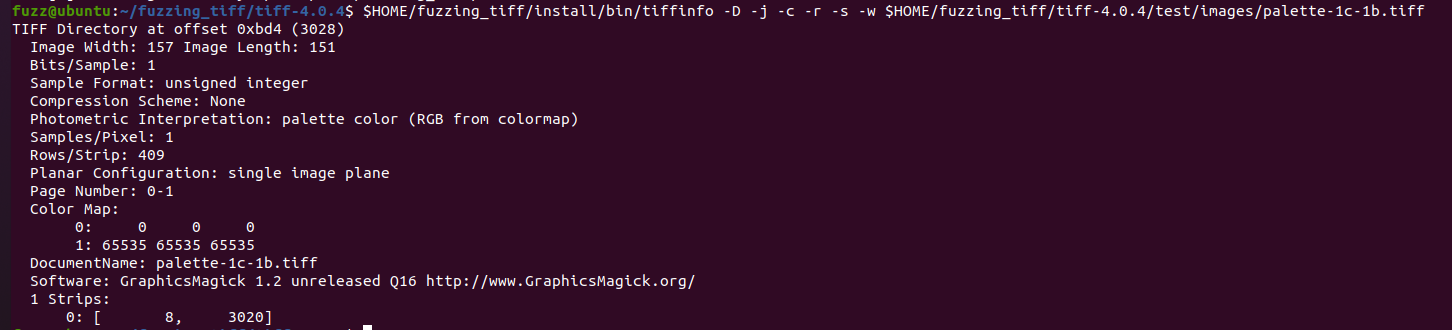 fuzz@ubuntu:~/fuzzing_tiff/tiff-4.0.4$ $HOME/fuzzing_tiff/install/bin/tiffinfo -D -j -c -r -s -w $HOME/fuzzing_tiff/tiff-4.0.4/test/images/palette-1c-1b.tiff
TIFF Directory at offset 0xbd4 (3028)
  Image Width: 157 Image Length: 151
  Bits/Sample: 1
  Sample Format: unsigned integer
  Compression Scheme: None
  Photometric Interpretation: palette color (RGB from colormap)
  Samples/Pixel: 1
  Rows/Strip: 409
  Planar Configuration: single image plane
  Page Number: 0-1
  Color Map:
       0:     0     0     0
       1: 65535 65535 65535
  DocumentName: palette-1c-1b.tiff
  Software: GraphicsMagick 1.2 unreleased Q16 http://www.GraphicsMagick.org/
  1 Strips:
      0: [       8,     3020]